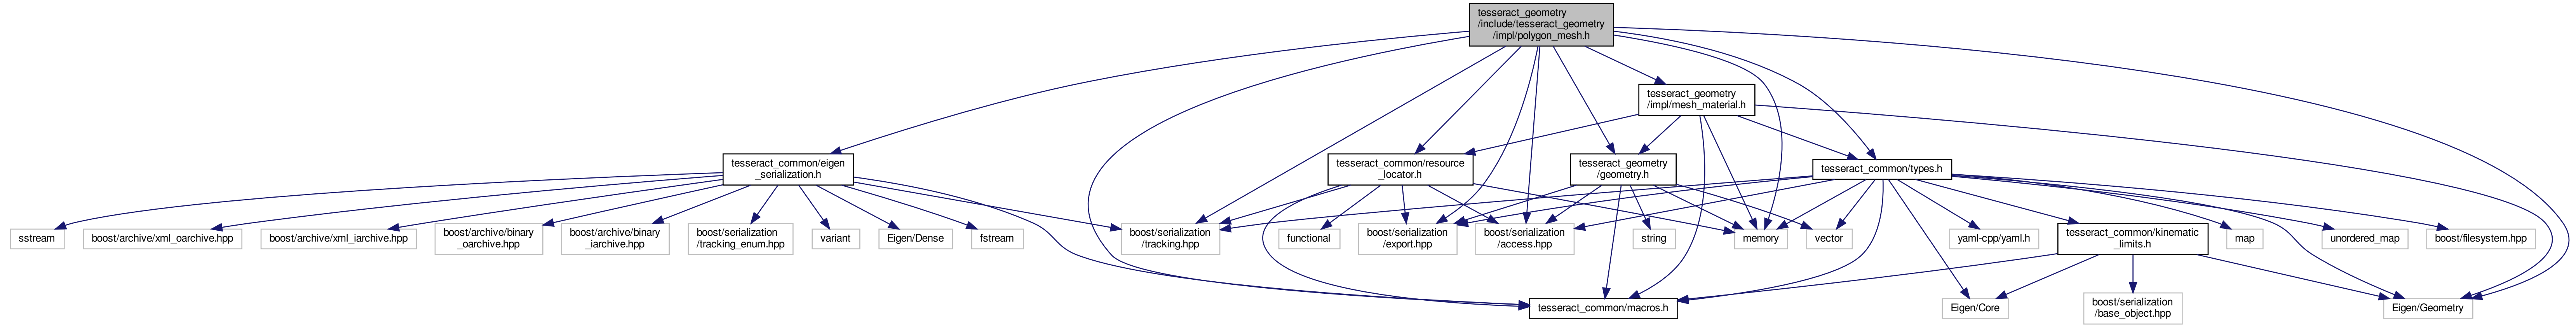 tesseract_geometry
/include/tesseract_geometry
/impl/polygon_mesh.h
tesseract_geometry
/impl/mesh_material.h
tesseract_common/eigen
_serialization.h
tesseract_common/resource
_locator.h
tesseract_geometry
/geometry.h
tesseract_common/types.h
sstream
boost/archive/xml_oarchive.hpp
boost/archive/xml_iarchive.hpp
boost/archive/binary
_oarchive.hpp
boost/archive/binary
_iarchive.hpp
boost/serialization
/tracking_enum.hpp
variant
Eigen/Dense
fstream
boost/serialization
/tracking.hpp
functional
boost/serialization
/export.hpp
boost/serialization
/access.hpp
string
memory
vector
yaml-cpp/yaml.h
tesseract_common/kinematic
_limits.h
map
unordered_map
boost/filesystem.hpp
tesseract_common/macros.h
Eigen/Core
boost/serialization
/base_object.hpp
Eigen/Geometry